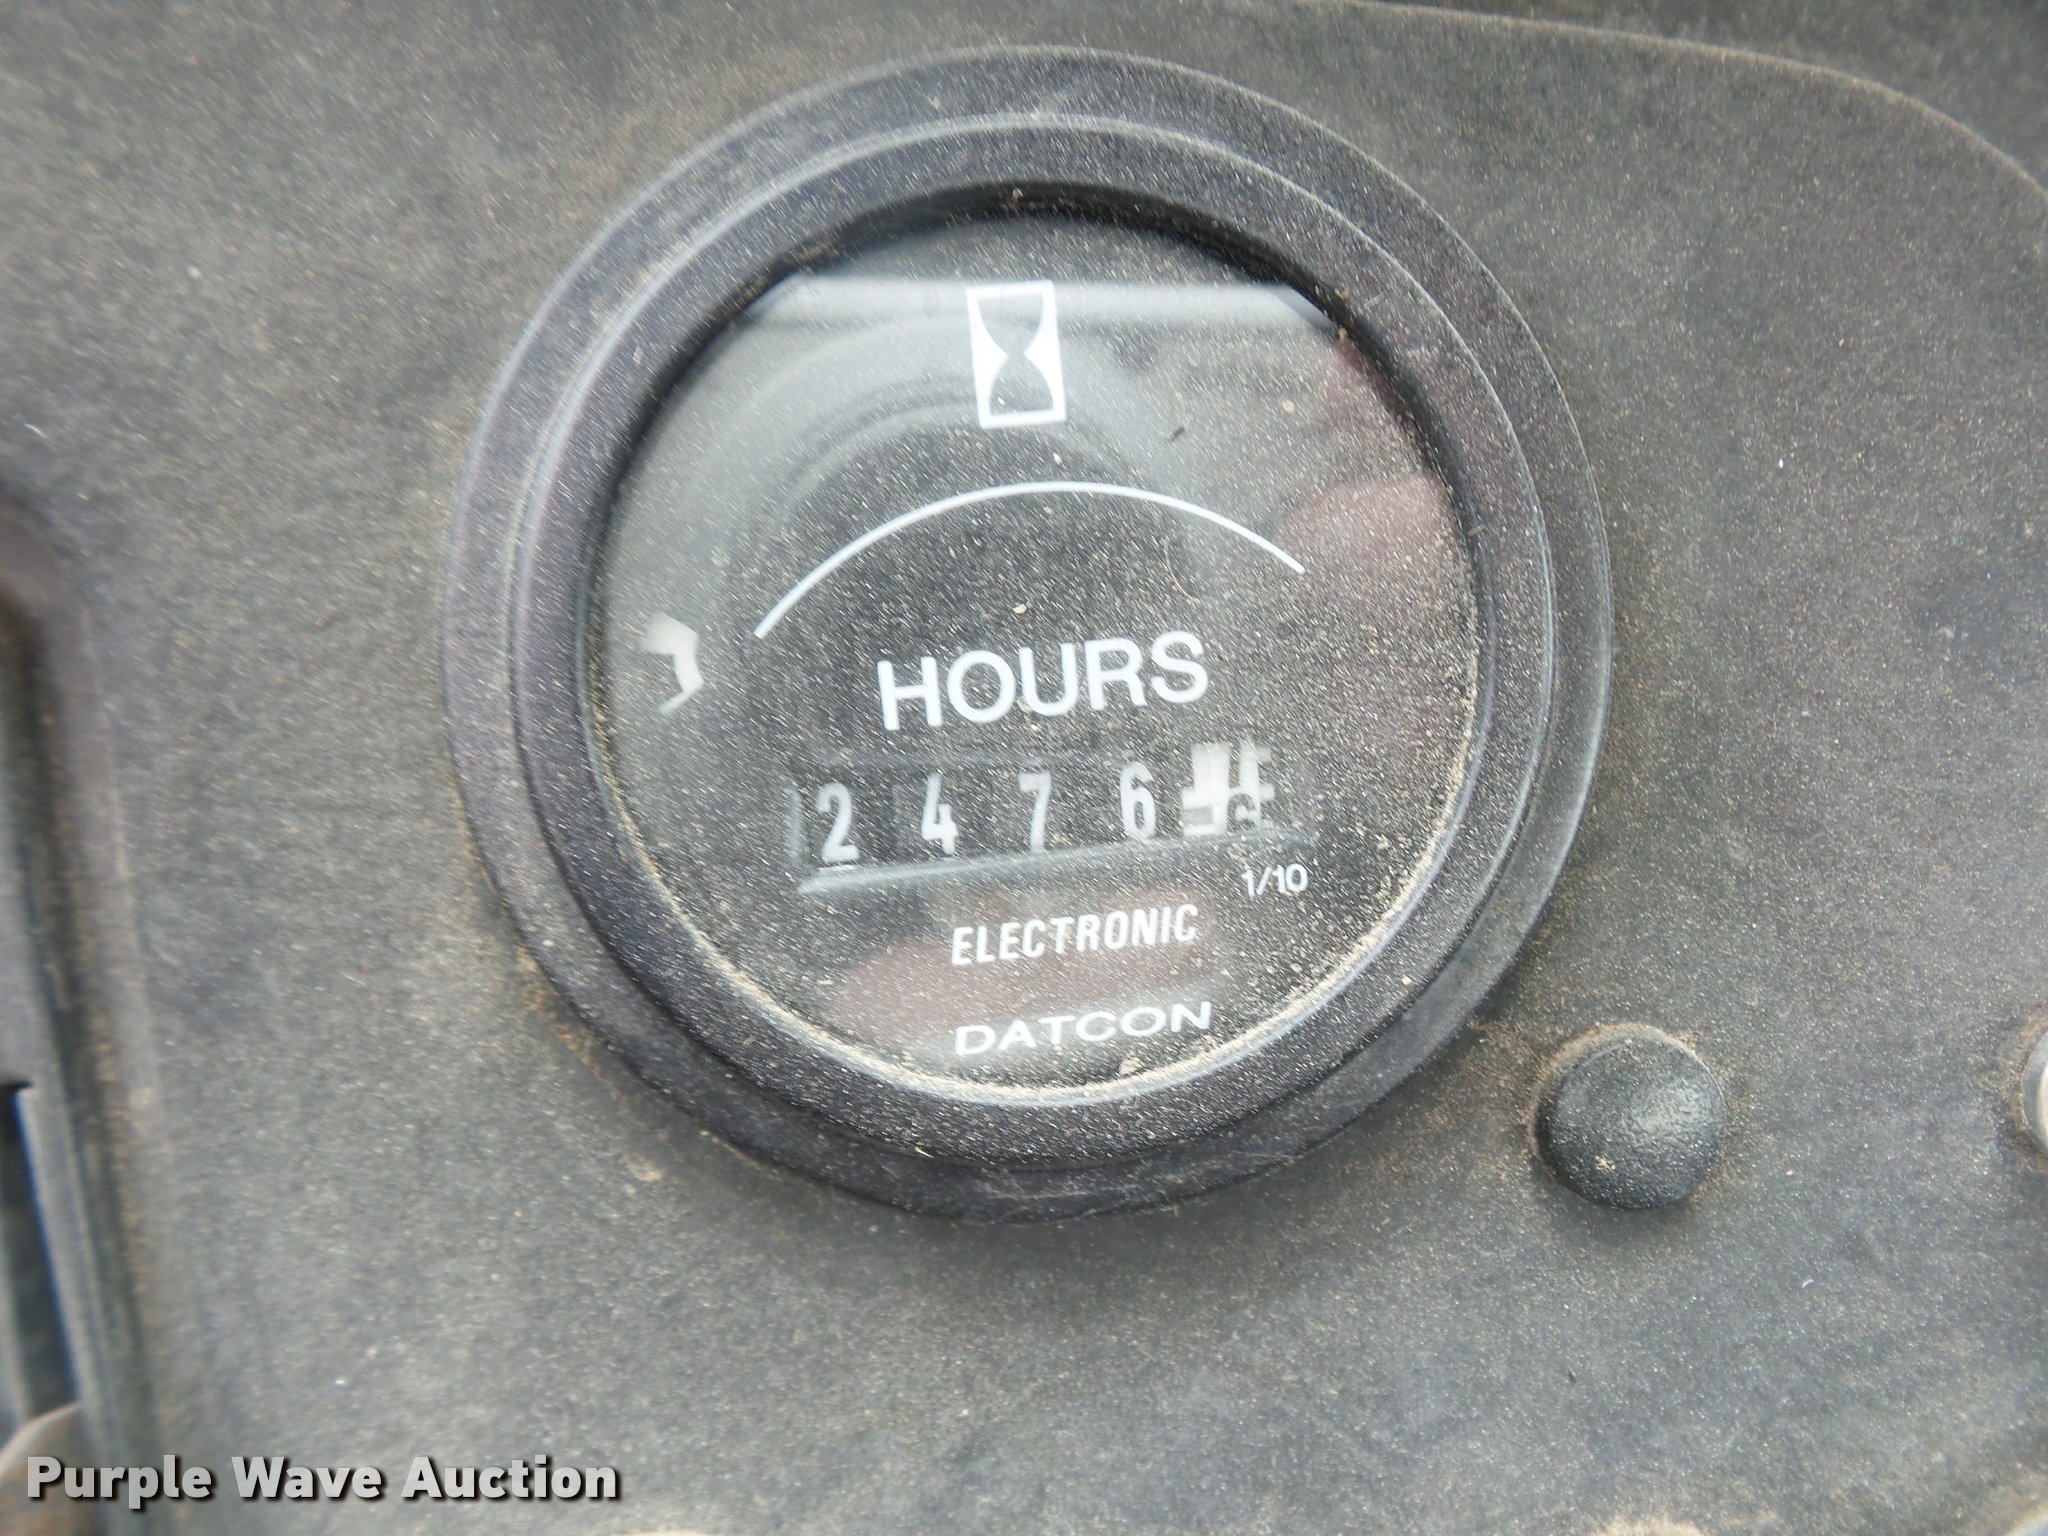 HOURS
2 4 7 6
1/10
ELECTRONIC
DATCON
Purple Wave Auction